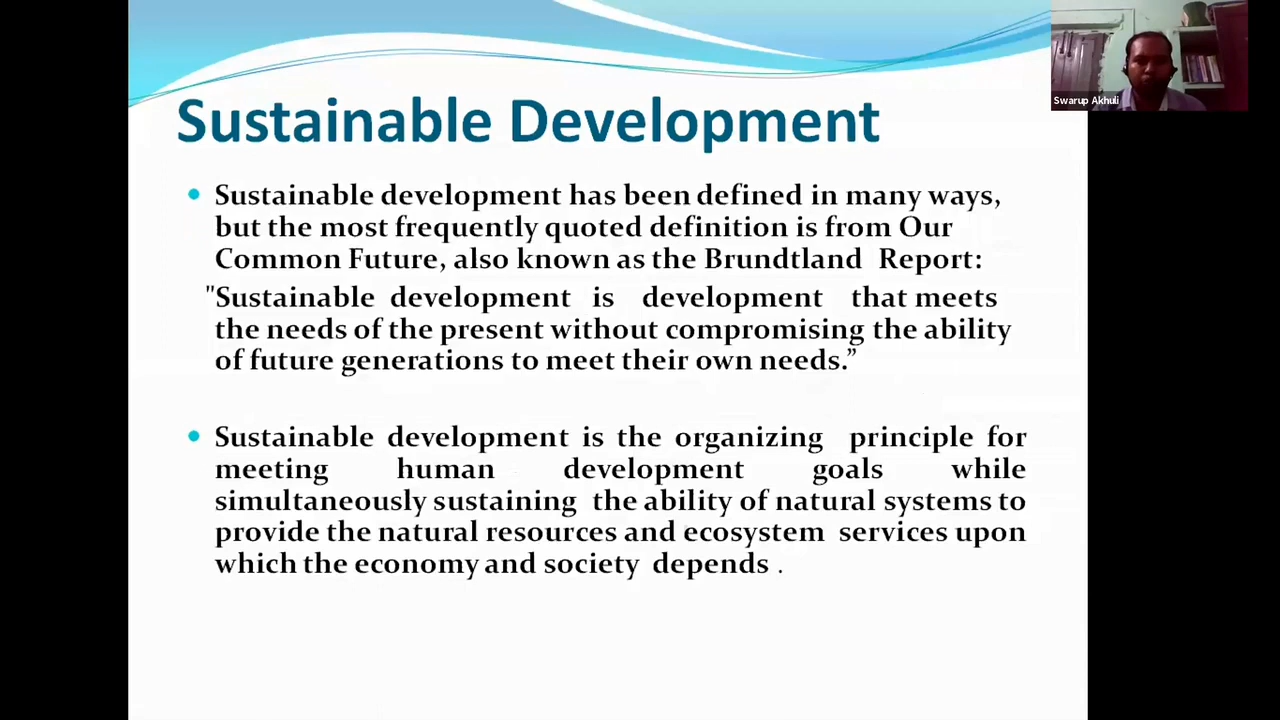 Sustainable Development
Swarup Akhuli
• Sustainable development has been defined in many ways,
but the most frequently quoted definition is from Our
Common Future, also known as the Brundtland Report:
"Sustainable development is development that meets
the needs of the present without compromising the ability
of future generations to meet their own needs.”
• Sustainable development is the organizing principle for
meeting human development goals while
simultaneously sustaining the ability of natural systems to
provide the natural resources and ecosystem services upon
which the economy and society depends .